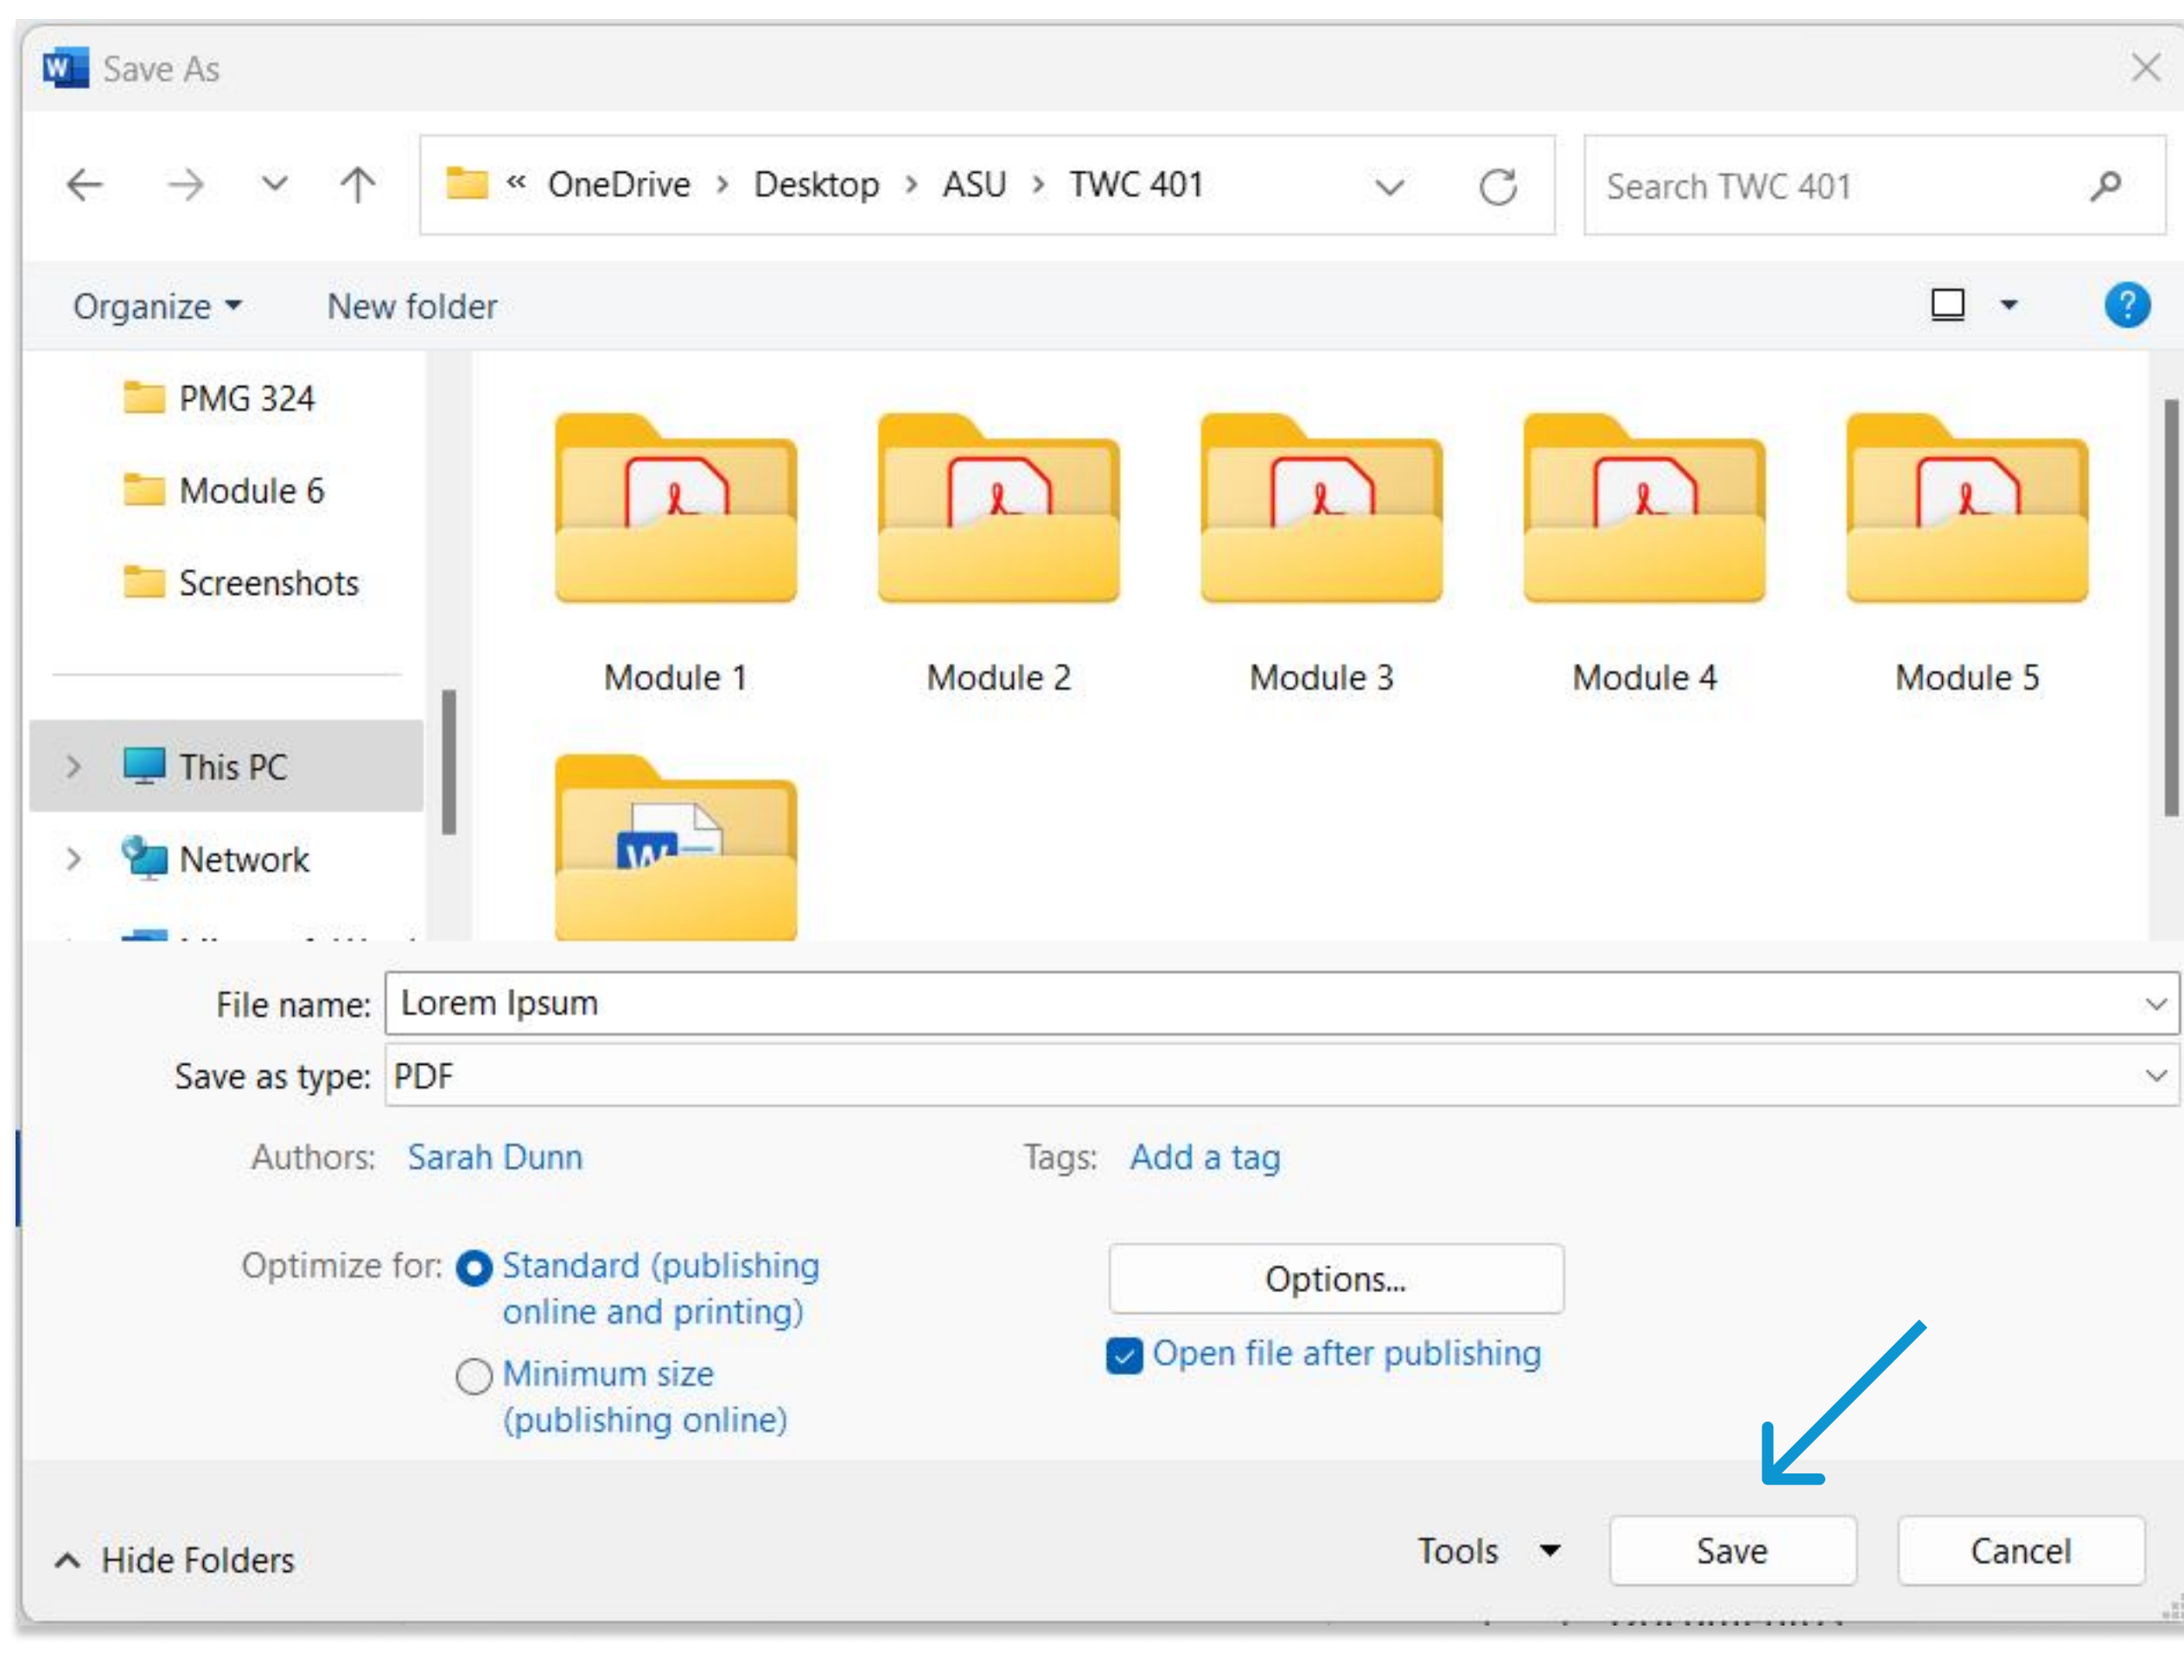 Save As
« OneDrive > Desktop > ASU > TWC 401
Search TWC 401
Organize
New folder
PMG 324
Module 6
Screenshots
This PC
Network
Module 1
Module 2
Module 3
Module 4
Module 5
File name: Lorem Ipsum
Save as type: PDF
Authors: Sarah Dunn
Tags: Add a tag
Optimize for: Standard (publishing
online and printing)
Minimum size
(publishing online)
Options...
Open file after publishing
Hide Folders
Tools
Save
Cancel